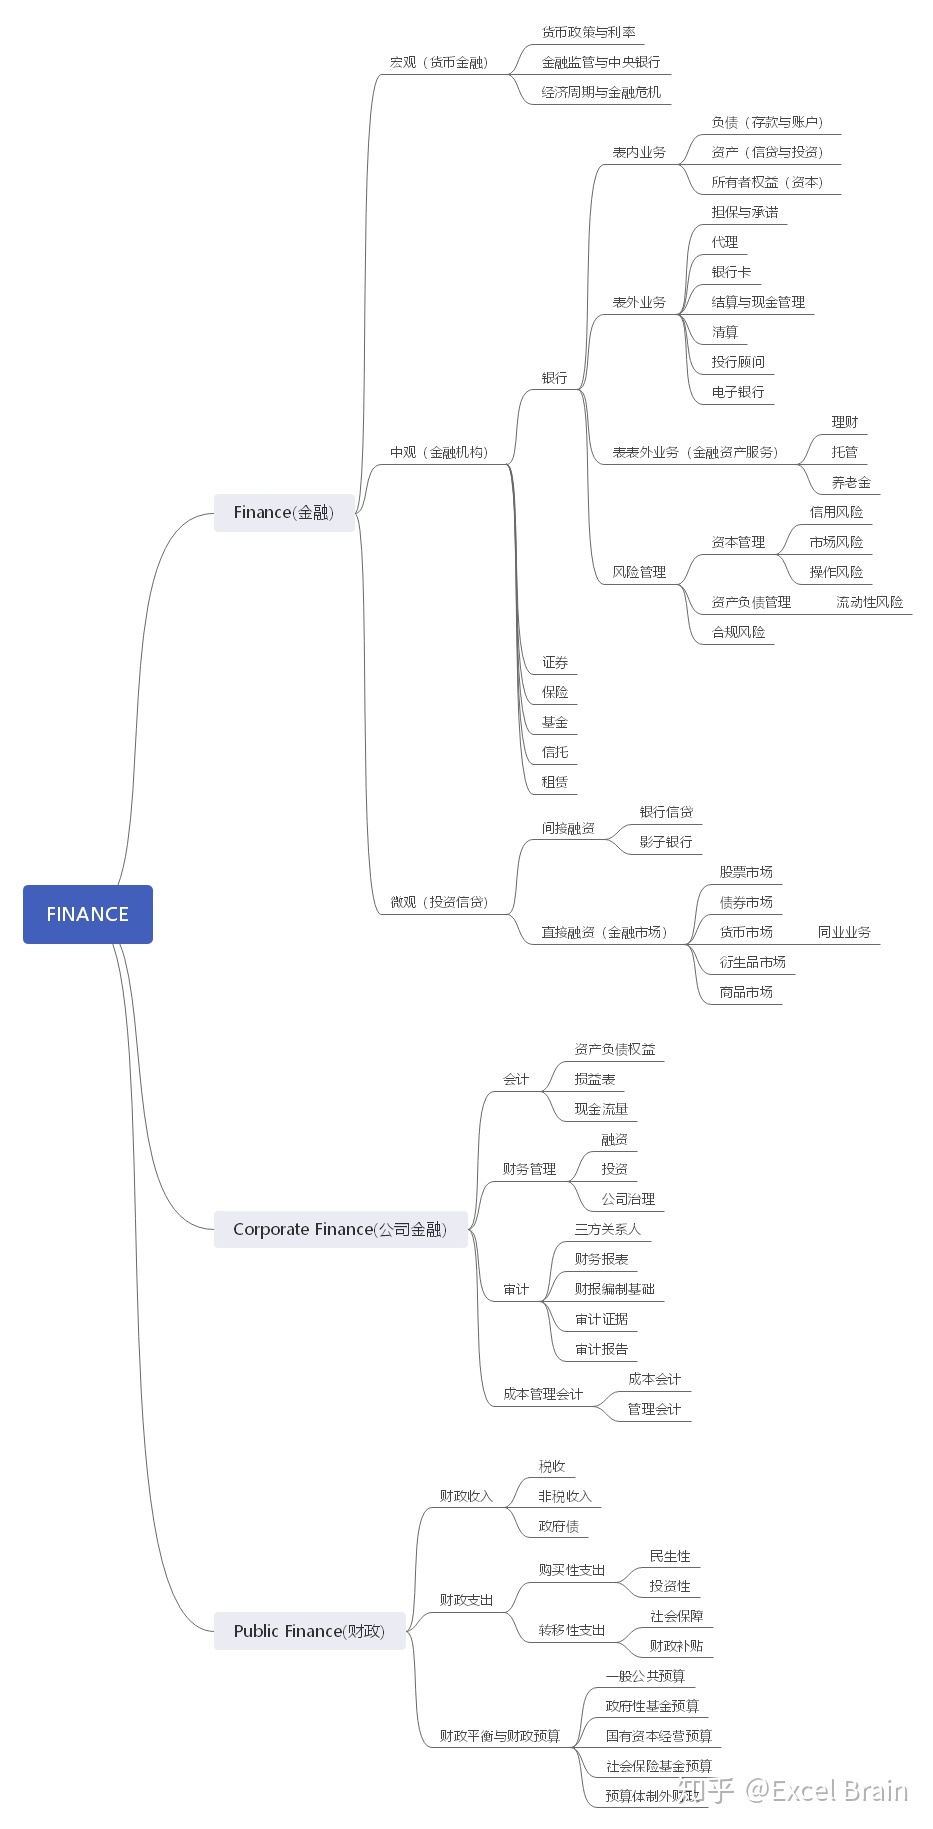 FINANCE
Finance(金融)
宏观（货币金融）
货币政策与利率
金融监管与中央银行
经济周期与金融危机
中观（金融机构）
银行
表内业务
负债（存款与账户）
资产（信贷与投资）
所有者权益（资本）
表外业务
担保与承诺
代理
银行卡
结算与现金管理
清算
投行顾问
电子银行
表表外业务（金融资产服务）
理财
托管
养老金
风险管理
资本管理
信用风险
市场风险
操作风险
资产负债管理
流动性风险
合规风险
证券
保险
基金
信托
租赁
微观（投资信贷）
间接融资
银行信贷
影子银行
直接融资（金融市场）
股票市场
债券市场
货币市场
同业业务
衍生品市场
商品市场
Corporate Finance(公司金融)
会计
资产负债权益
损益表
现金流量
财务管理
融资
投资
公司治理
审计
三方关系人
财务报表
财报编制基础
审计证据
审计报告
成本管理会计
成本会计
管理会计
Public Finance(财政)
财政收入
税收
非税收入
政府债
财政支出
购买性支出
民生性
投资性
转移性支出
社会保障
财政补贴
财政平衡与财政预算
一般公共预算
政府性基金预算
国有资本经营预算
社会保险基金预算
预算体制外财政
知乎 @Excel Brain